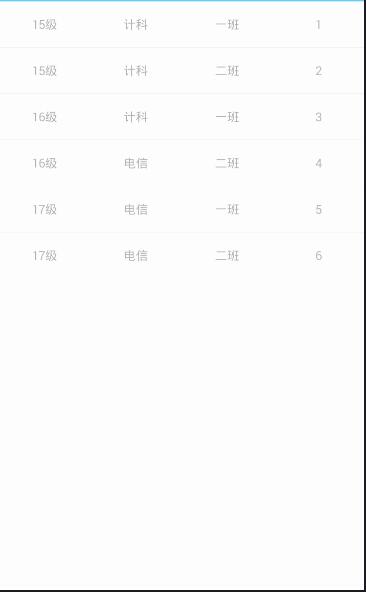 15级 计科 一班 1
15级 计科 二班 2
16级 计科 一班 3
16级 电信 二班 4
17级 电信 一班 5
17级 电信 二班 6